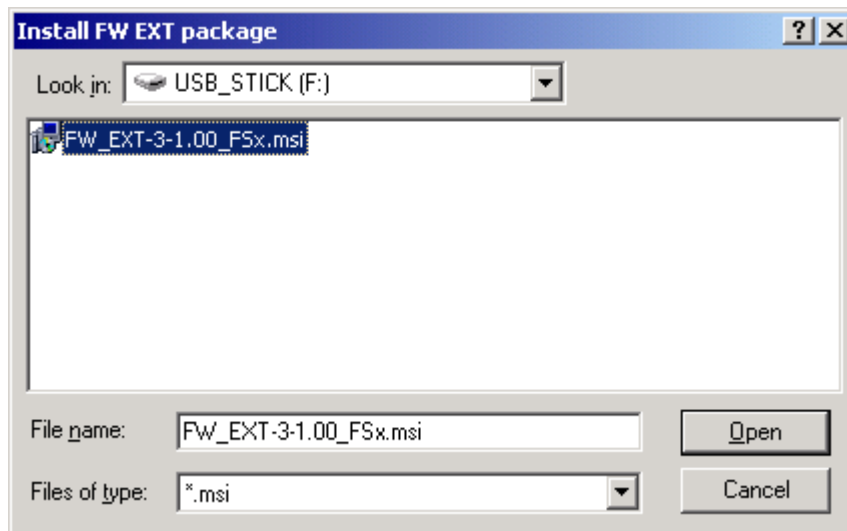 Install FW EXT package
Look in: USB_STICK (F:)
FW_EXT-3-1.00_FSx.msi
File name: FW_EXT-3-1.00_FSx.msi Open
Files of type: *.msi Cancel